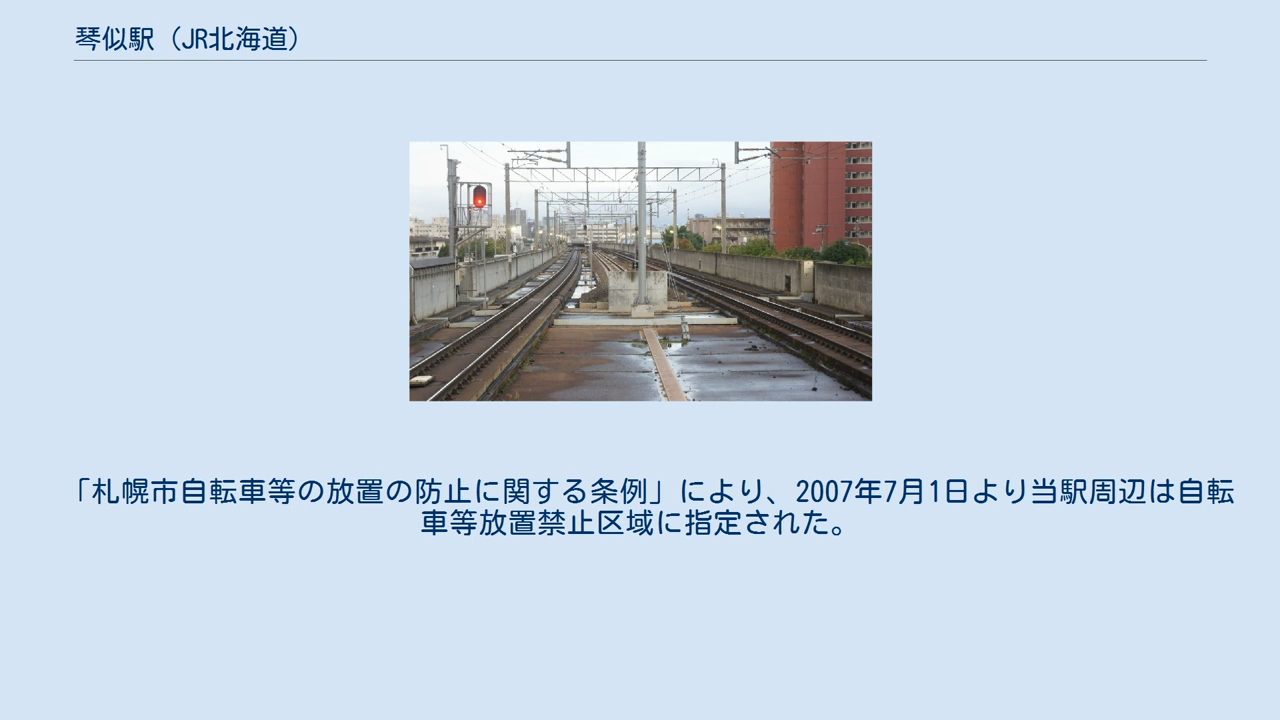 琴似駅（JR北海道）
「札幌市自転車等の放置の防止に関する条例」により、2007年7月1日より当駅周辺は自転
車等放置禁止区域に指定された。